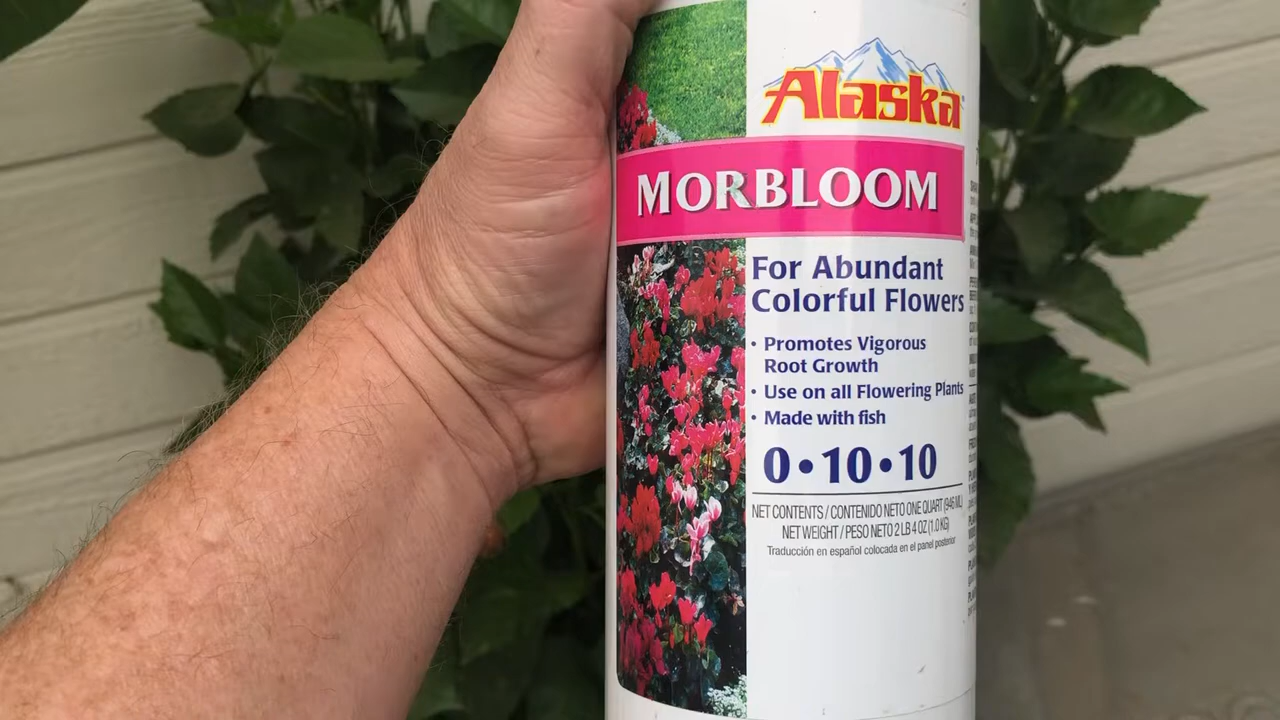 Alaska
MORBLOOM
For Abundant
Colorful Flowers
• Promotes Vigorous
Root Growth
• Use on all Flowering Plants
• Made with fish
0•10•10
NET CONTENTS / CONTENIDO NETO ONE QUART (946 ML)
NET WEIGHT / PESO NETO 2 LB 4 OZ (1.0 KG)
Traducción en español colocada en el panel posterior